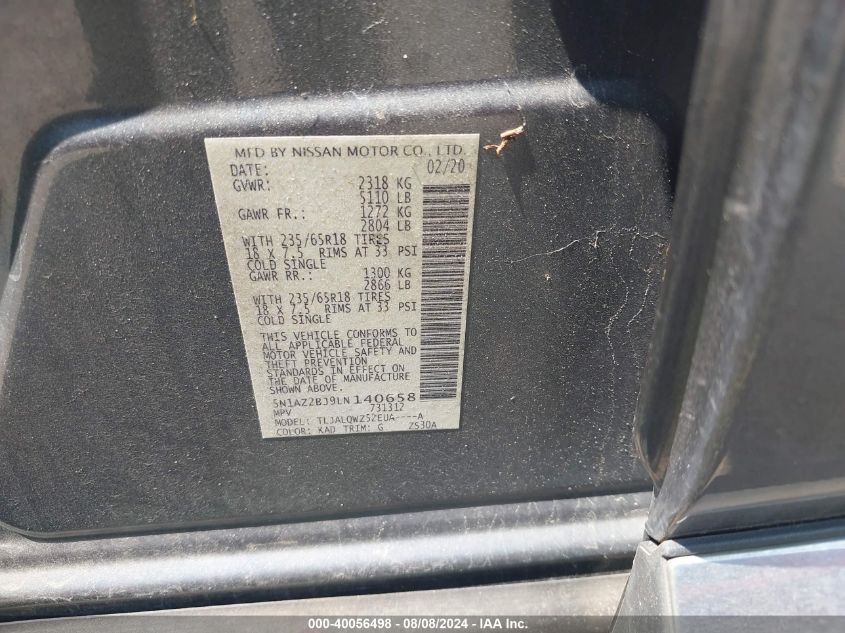 MFD BY NISSAN MOTOR CO., LTD.
DATE: 02/20
GVWR: 2318 KG
5110 LB
GAWR FR.: 1272 KG
2804 LB
WITH 235/65R18 TIRES
18 X 7.5 RIMS AT 33 PSI
COLD SINGLE
GAWR RR.: 1300 KG
2866 LB
WITH 235/65R18 TIRES
18 X 7.5 RIMS AT 33 PSI
COLD SINGLE
THIS VEHICLE CONFORMS TO
ALL APPLICABLE FEDERAL
MOTOR VEHICLE SAFETY AND
THEFT PREVENTION
STANDARDS IN EFFECT ON
THE DATE OF MANUFACTURE
SHOWN ABOVE.
5N1AZ2BJ9LN140658
MPV 731312
MODEL: TLJALQWZ52EUA----A
COLOR: KAD TRIM: G ZS30A
000-40056498 - 08/08/2024 - IAA Inc.